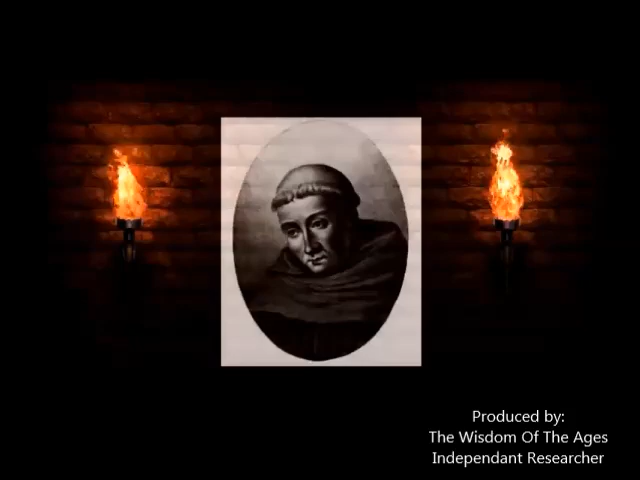 Produced by:
The Wisdom Of The Ages
Independant Researcher